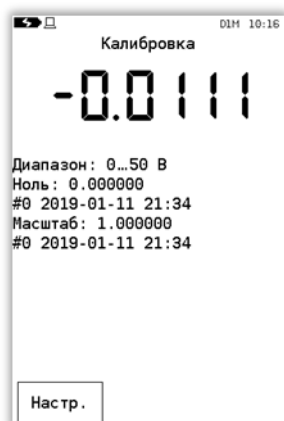 D1M 10:16
Калибровка
-0.0111
Диапазон: 0…50 В
Ноль: 0.000000
#0 2019-01-11 21:34
Масштаб: 1.000000
#0 2019-01-11 21:34
Настр.